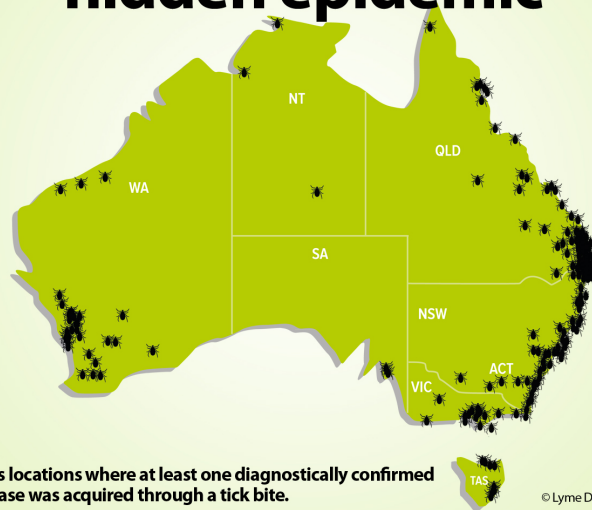 hidden epidemic
NT
QLD
WA
SA
NSW
ACT
VIC
TAS
s locations where at least one diagnostically confirmed
ase was acquired through a tick bite.
© Lyme D